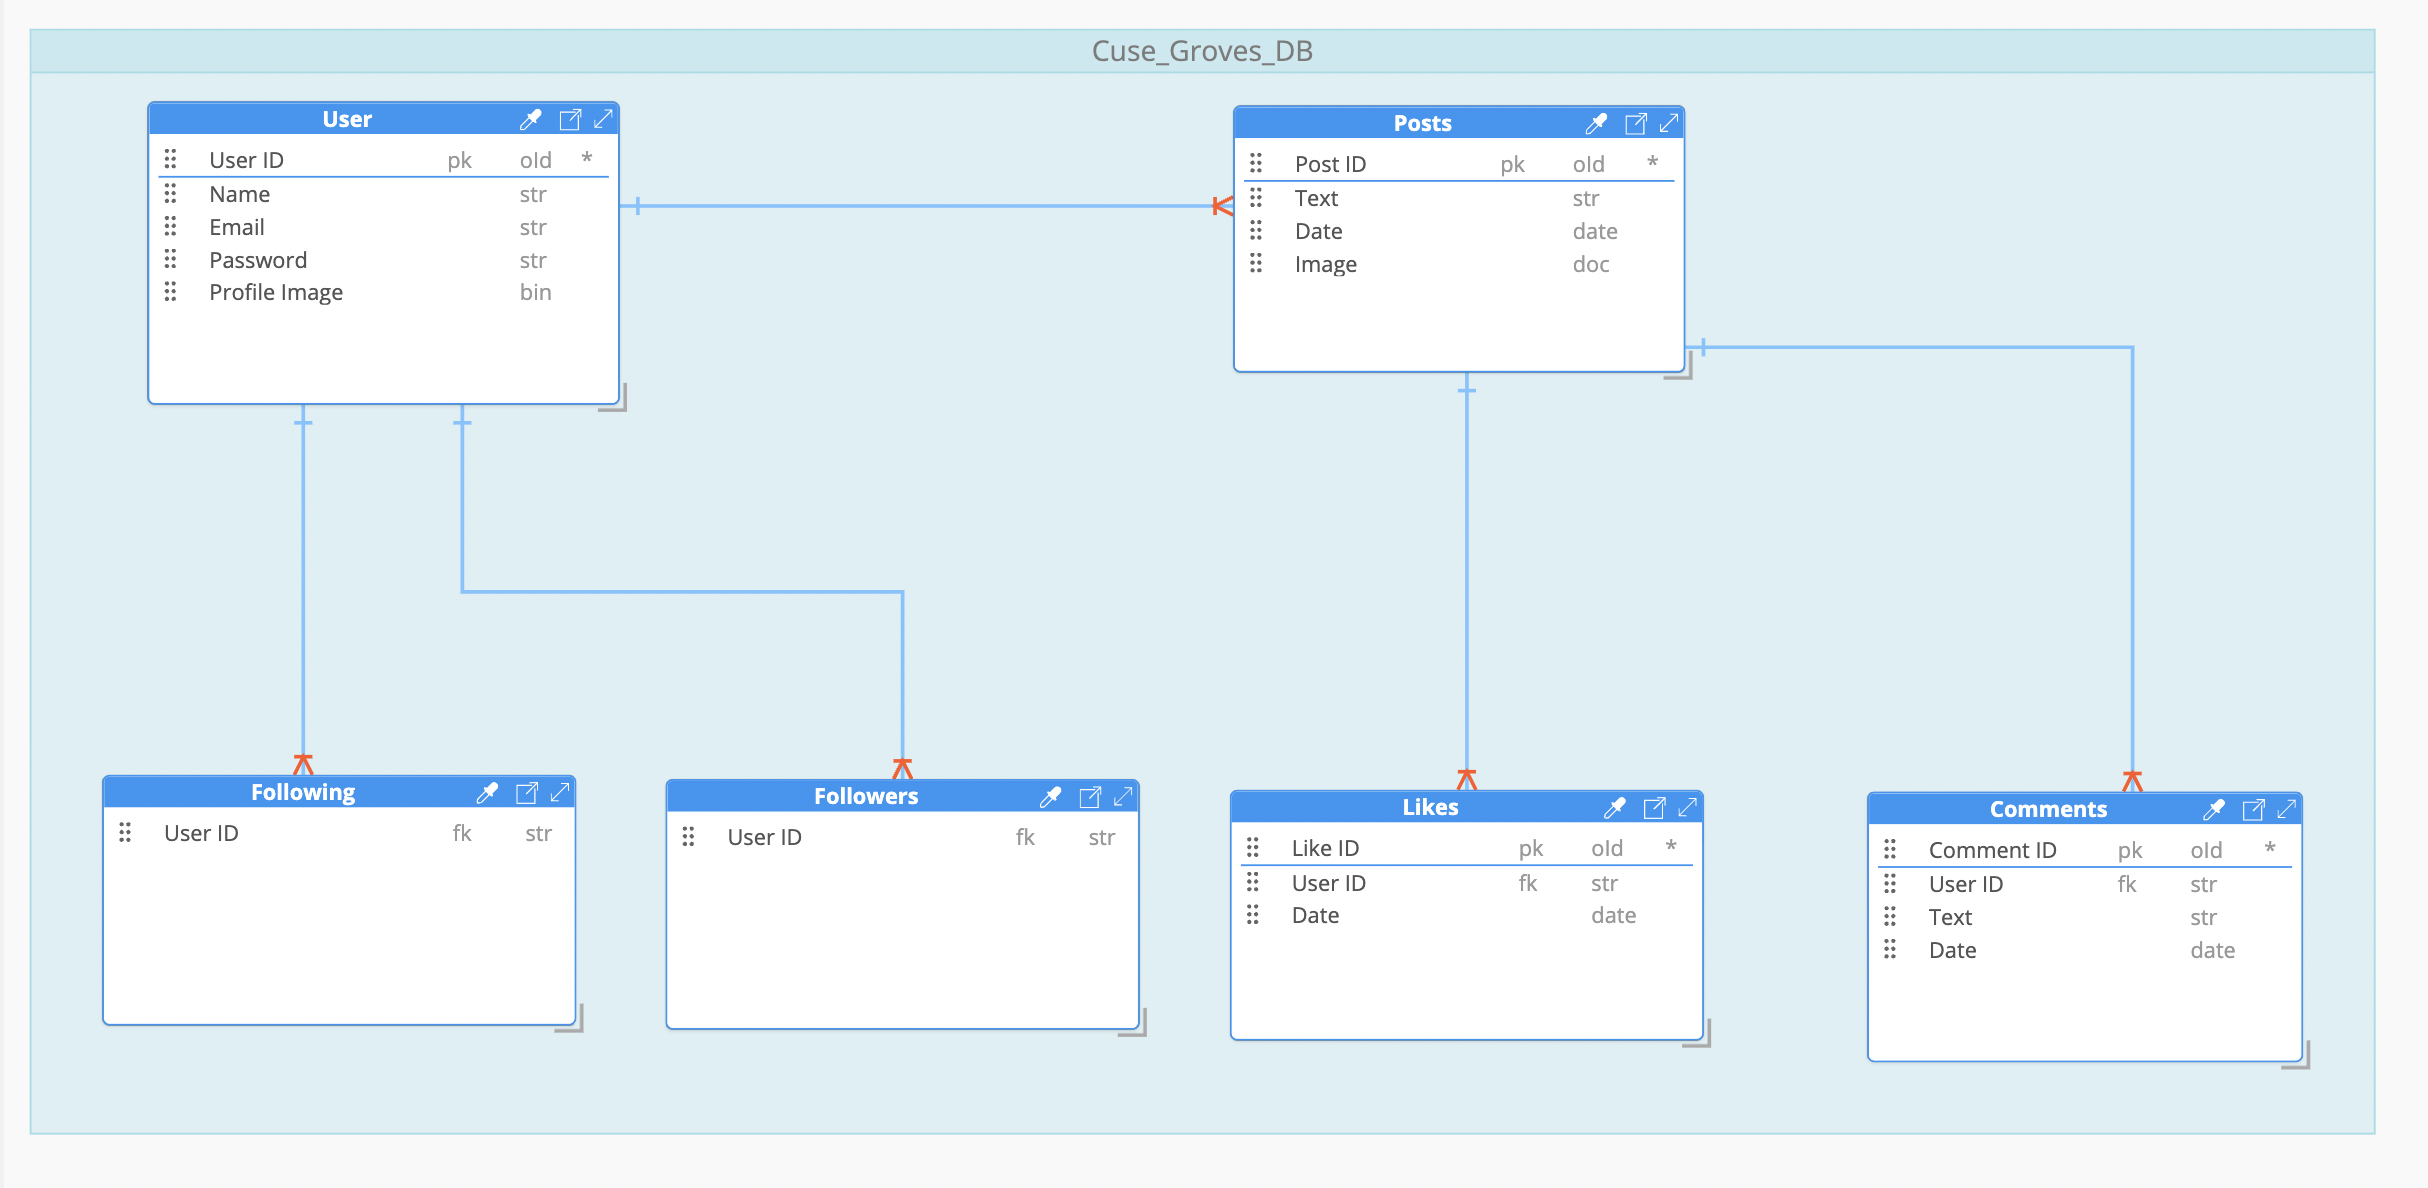 Cuse_Groves_DB
User
User ID pk oId *
Name str
Email str
Password str
Profile Image bin
Posts
Post ID pk oId *
Text str
Date date
Image doc
Following
User ID fk str
Followers
User ID fk str
Likes
Like ID pk oId *
User ID fk str
Date date
Comments
Comment ID pk oId *
User ID fk str
Text str
Date date